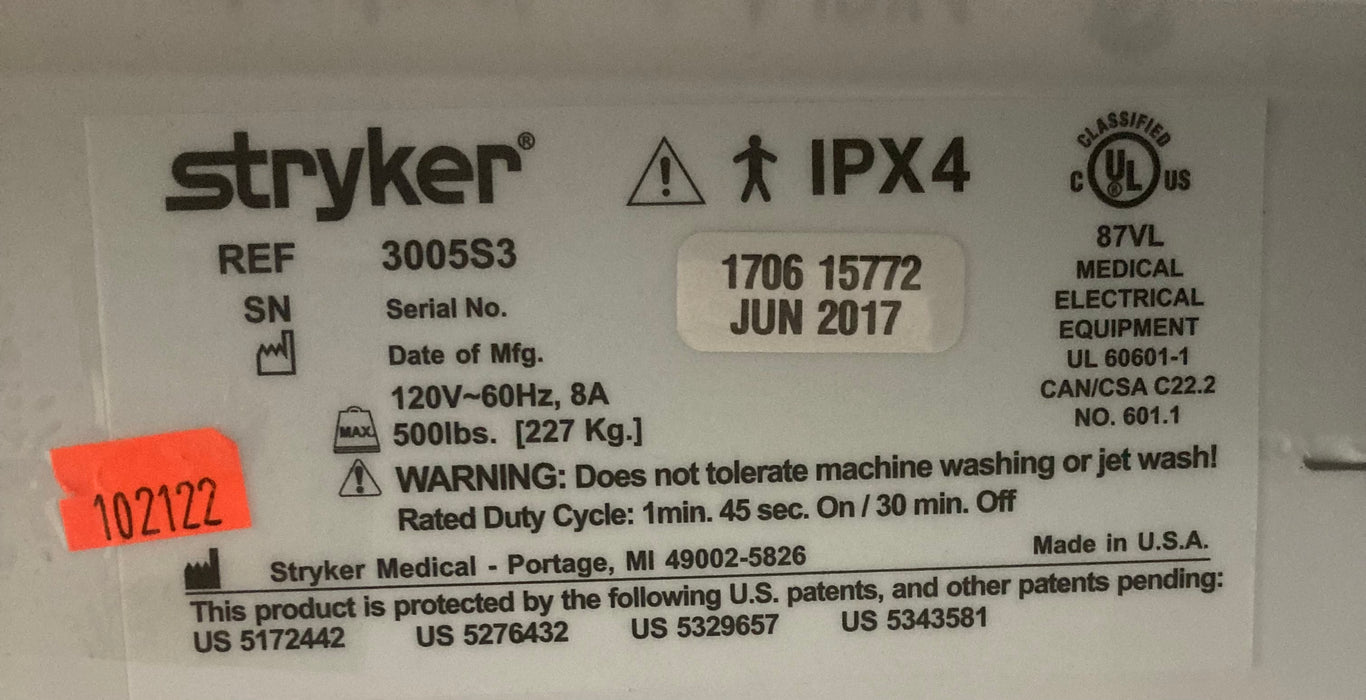 stryker®
IPX4
CLASSIFIED
C UL® US
REF 3005S3
1706 15772
JUN 2017
SN Serial No.
Date of Mfg.
87VL
MEDICAL
ELECTRICAL
EQUIPMENT
UL 60601-1
CAN/CSA C22.2
NO. 601.1
120V~60Hz, 8A
MAX. 500lbs. [227 Kg.]
WARNING: Does not tolerate machine washing or jet wash!
Rated Duty Cycle: 1min. 45 sec. On / 30 min. Off
102122
Stryker Medical - Portage, MI 49002-5826
Made in U.S.A.
This product is protected by the following U.S. patents, and other patents pending:
US 5172442 US 5276432 US 5329657 US 5343581